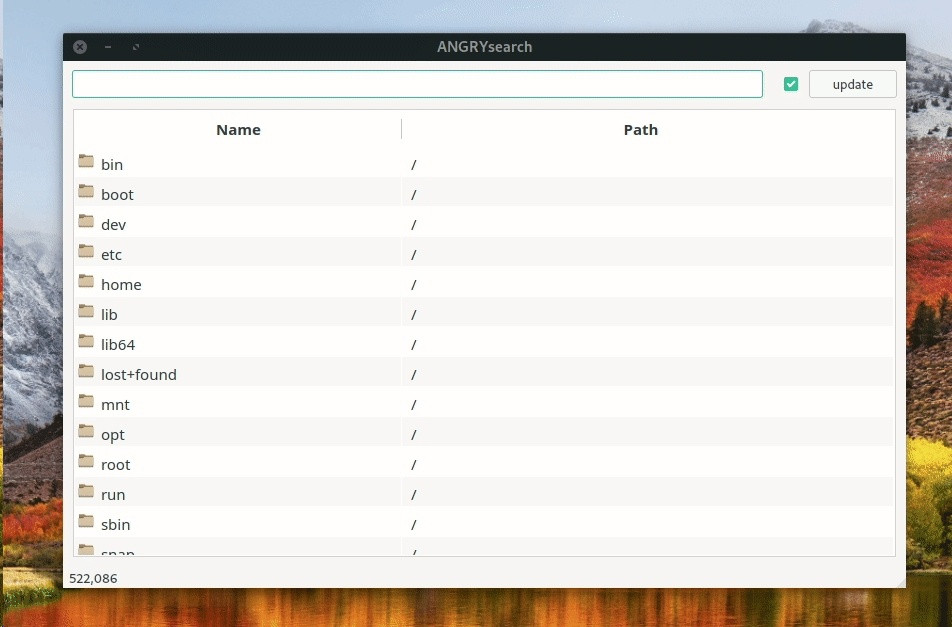 ANGRYsearch
update
Name Path
bin /
boot /
dev /
etc /
home /
lib /
lib64 /
lost+found /
mnt /
opt /
root /
run /
sbin /
snap /
522,086